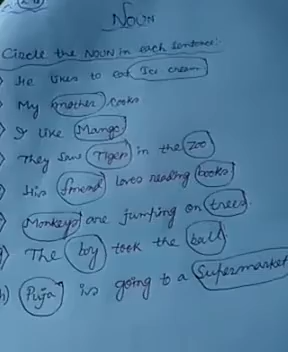 NOUN
Circle the NOUN in each sentence:
He likes to eat Ice cream
My mother cooks
I like Mango
They saw Tiger in the Zoo
His friend loves reading books
Monkeys are jumping on trees.
The boy took the ball
h) Puja is going to a Supermarket